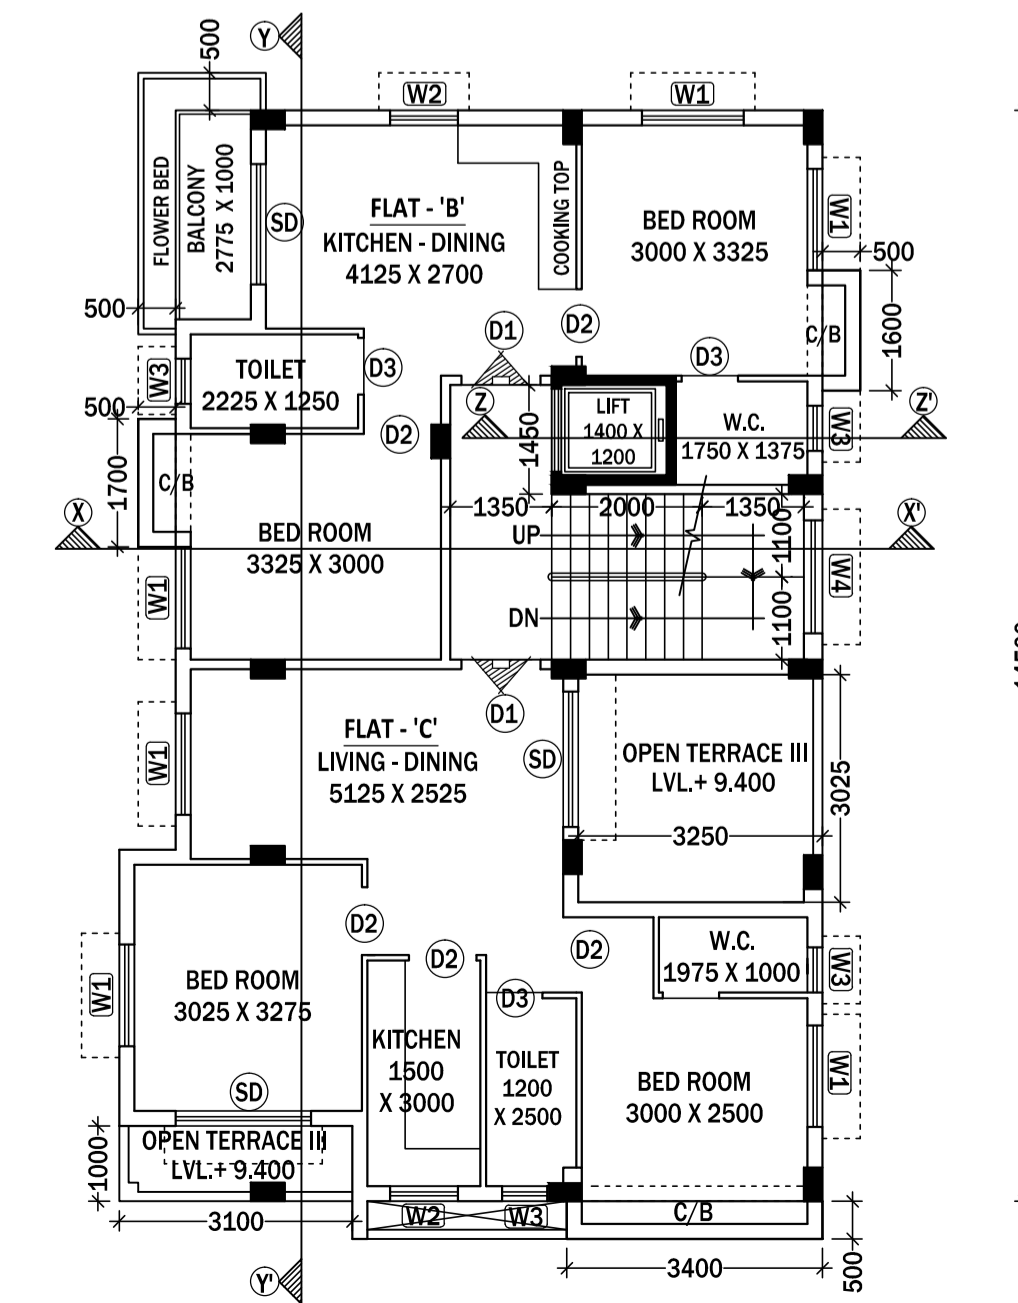 Y
500
W2
W1
FLOWER BED
BALCONY
2775 X 1000
SD
FLAT - 'B'
KITCHEN - DINING
4125 X 2700
COOKING TOP
BED ROOM
3000 X 3325
W1
500
500
D1
D2
C/B
1600
W3
TOILET
2225 X 1250
D3
D3
500
Z
LIFT
1400 X
1200
W.C.
1750 X 1375
W3
Z'
D2
1450
1700
C/B
X
1350
2000
1350
X'
BED ROOM
3325 X 3000
UP
1100
W4
W1
DN
1100
D1
FLAT - 'C'
LIVING - DINING
5125 X 2525
W1
SD
OPEN TERRACE III
LVL.+ 9.400
3025
3250
D2
D2
D2
W.C.
1975 X 1000
W3
W1
BED ROOM
3025 X 3275
D3
KITCHEN
1500
X 3000
TOILET
1200
X 2500
BED ROOM
3000 X 2500
W1
SD
OPEN TERRACE III
LVL.+ 9.400
1000
3100
W2
W3
C/B
3400
500
Y'